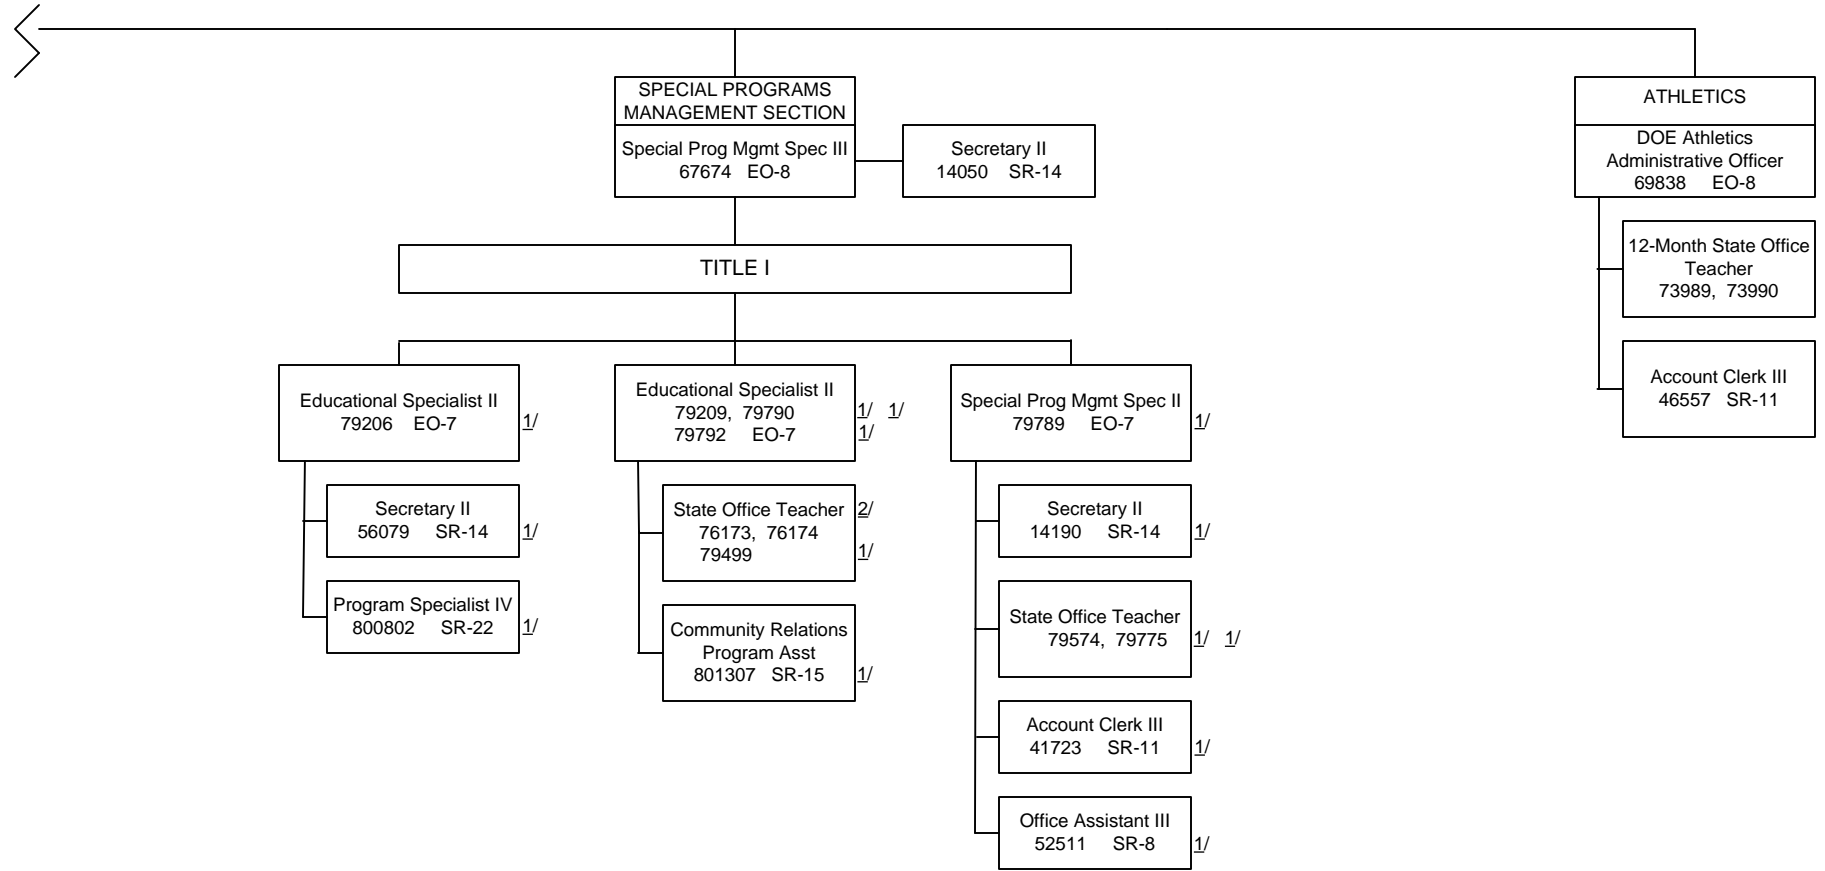 SPECIAL PROGRAMS
MANAGEMENT SECTION
Special Prog Mgmt Spec III
67674 EO-8
Secretary II
14050 SR-14
ATHLETICS
DOE Athletics
Administrative Officer
69838 EO-8
12-Month State Office
Teacher
73989, 73990
Account Clerk III
46557 SR-11
TITLE I
Educational Specialist II
79206 EO-7 1/
Secretary II
56079 SR-14 1/
Program Specialist IV
800802 SR-22 1/
Educational Specialist II
79209, 79790 1/ 1/
79792 EO-7 1/
State Office Teacher 2/
76173, 76174
79499 1/
Community Relations
Program Asst
801307 SR-15 1/
Special Prog Mgmt Spec II
79789 EO-7 1/
Secretary II
14190 SR-14 1/
State Office Teacher
79574, 79775 1/ 1/
Account Clerk III
41723 SR-11 1/
Office Assistant III
52511 SR-8 1/